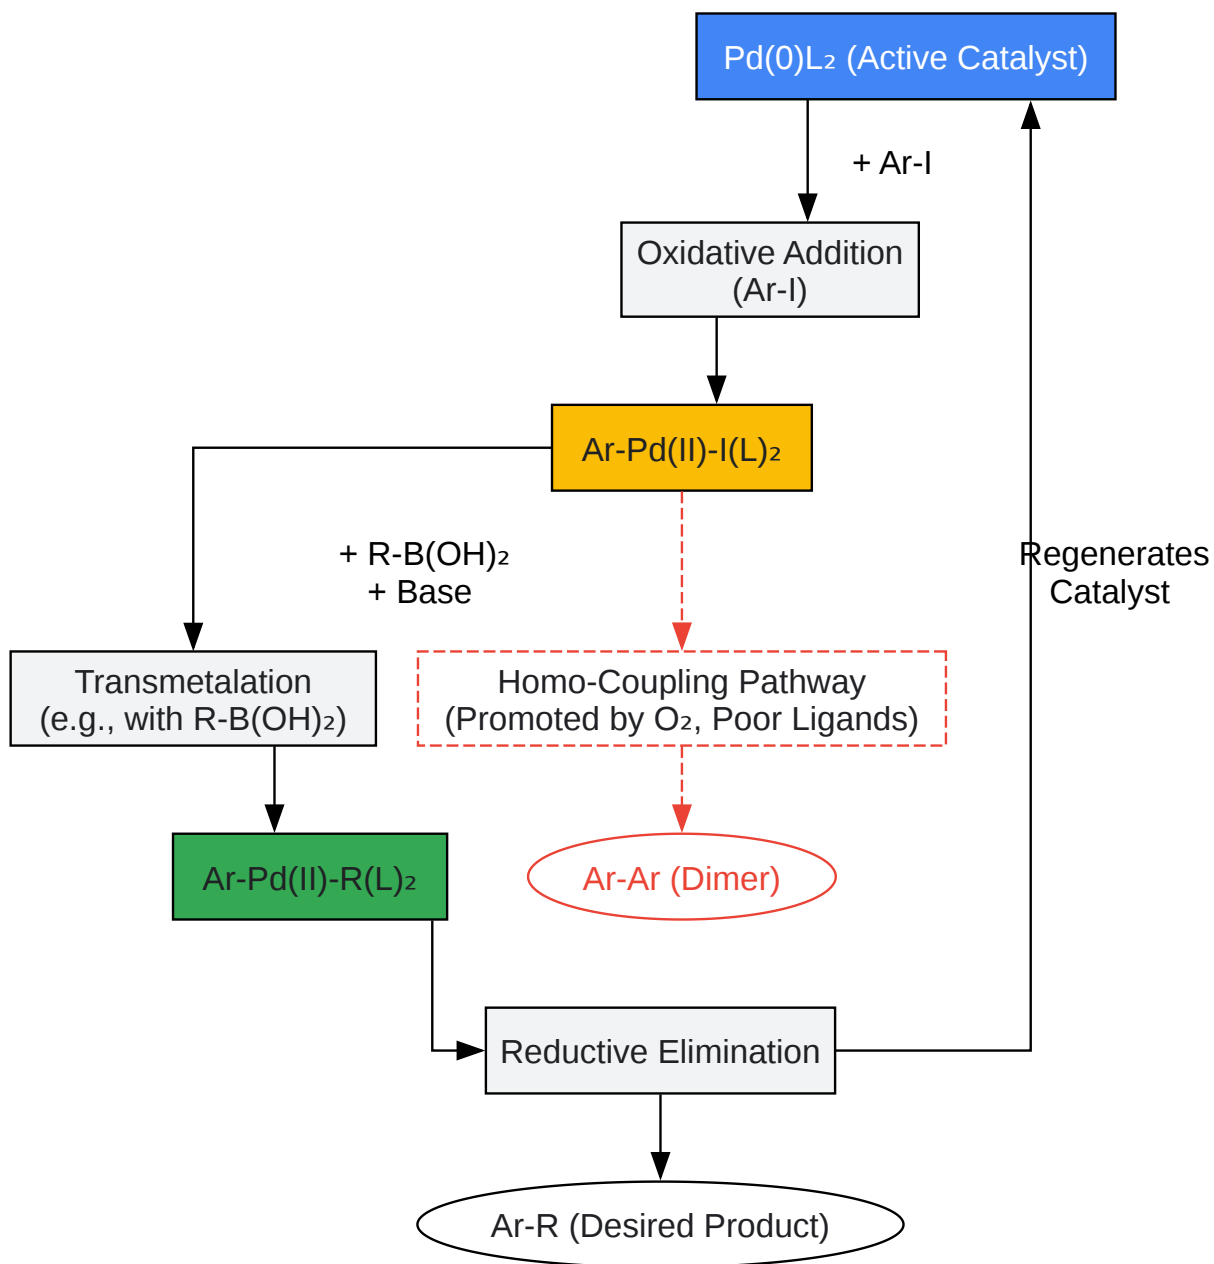 Pd(0)L₂ (Active Catalyst)
+ Ar-I
Oxidative Addition
(Ar-I)
Ar-Pd(II)-I(L)₂
+ R-B(OH)₂
+ Base
Regenerates
Catalyst
Transmetalation
(e.g., with R-B(OH)₂)
Homo-Coupling Pathway
(Promoted by O₂, Poor Ligands)
Ar-Pd(II)-R(L)₂
Ar-Ar (Dimer)
Reductive Elimination
Ar-R (Desired Product)